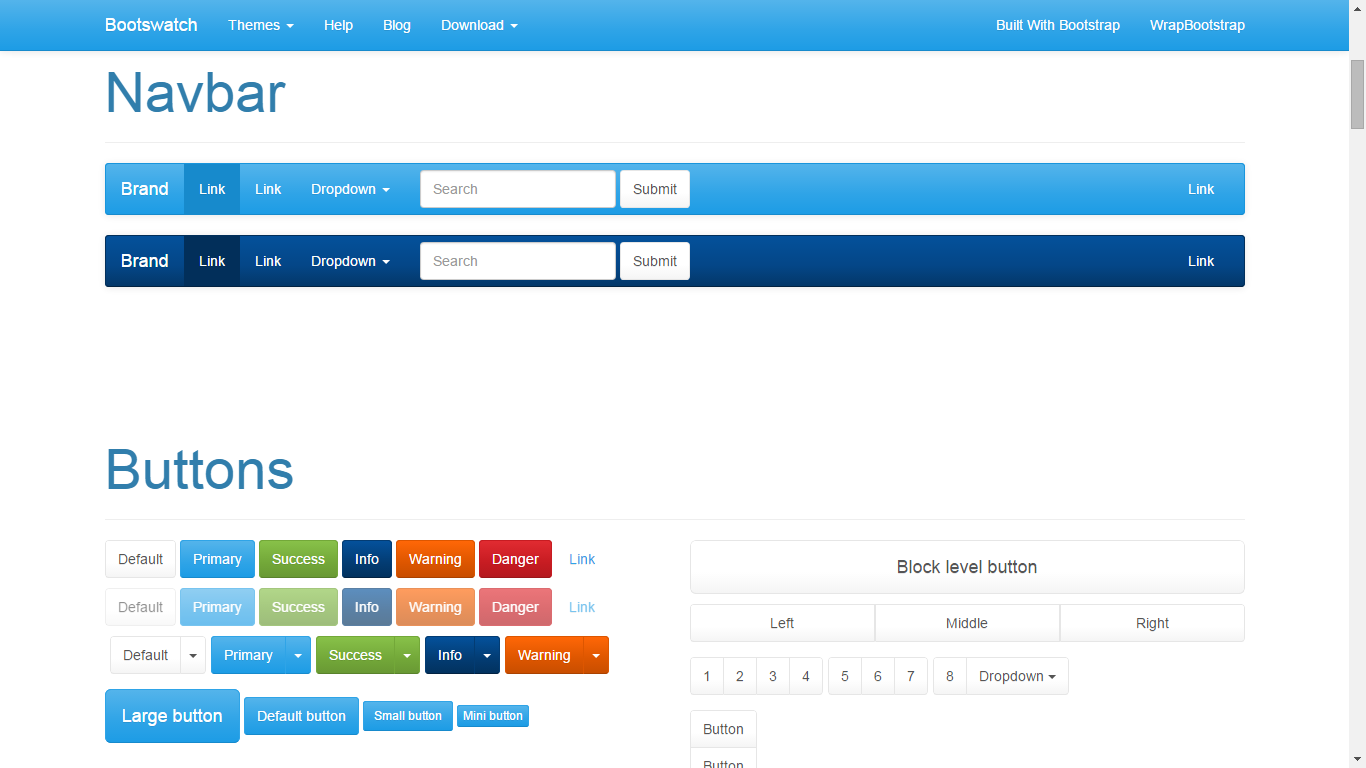 Bootswatch Themes Help Blog Download Built With Bootstrap WrapBootstrap
Navbar
Brand Link Link Dropdown Search Submit Link
Brand Link Link Dropdown Search Submit Link
Buttons
Default Primary Success Info Warning Danger Link
Default Primary Success Info Warning Danger Link
Default Primary Success Info Warning
Large button Default button Small button Mini button
Block level button
Left Middle Right
1 2 3 4 5 6 7 8 Dropdown
Button
Button